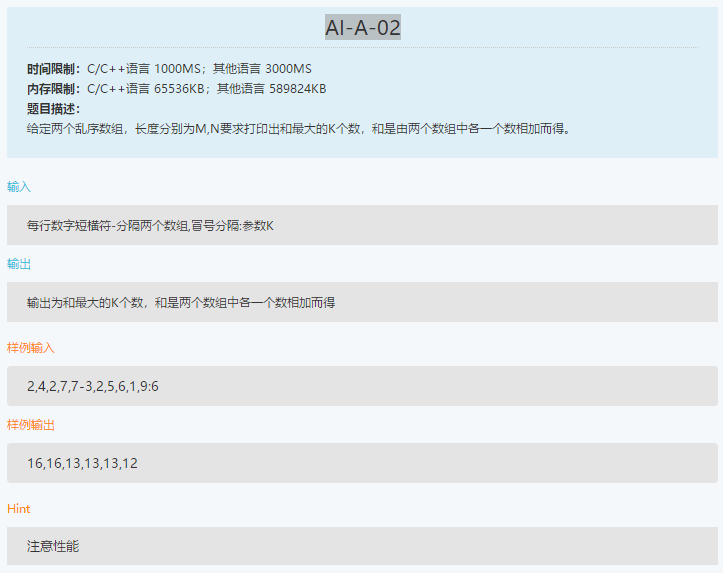 AI-A-02
时间限制：C/C++语言 1000MS；其他语言 3000MS
内存限制：C/C++语言 65536KB；其他语言 589824KB
题目描述：
给定两个乱序数组，长度分别为M,N要求打印出和最大的K个数，和是由两个数组中各一个数相加而得。
输入
每行数字短横符-分隔两个数组,冒号分隔:参数K
输出
输出为和最大的K个数，和是两个数组中各一个数相加而得
样例输入
2,4,2,7,7-3,2,5,6,1,9:6
样例输出
16,16,13,13,13,12
Hint
注意性能